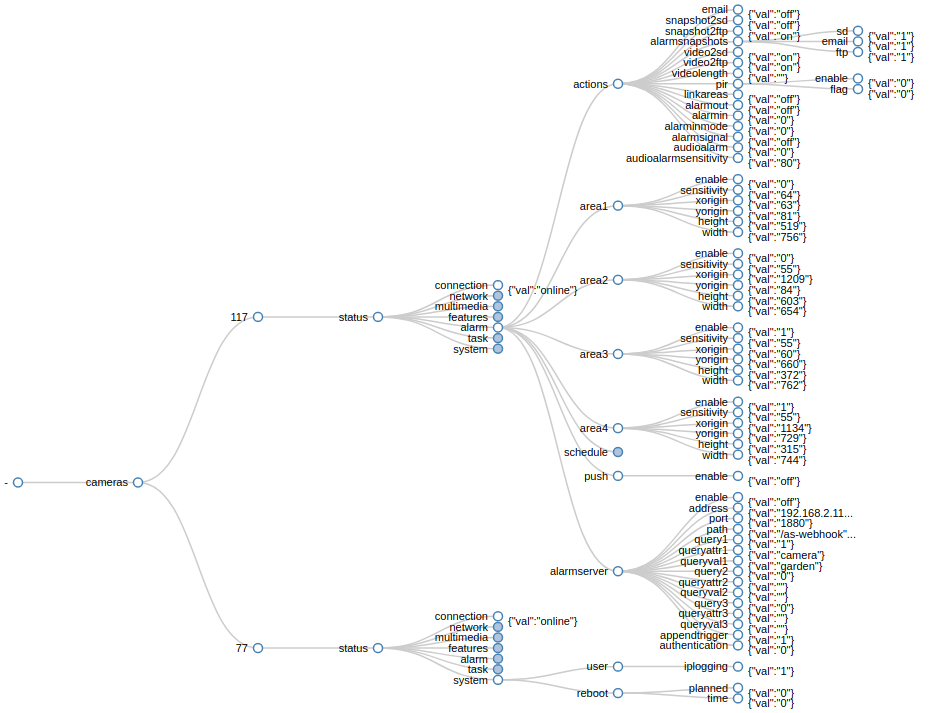 -
cameras
117
status
connection
{"val":"online"}
network
multimedia
features
alarm
actions
email
{"val":"off"}
snapshot2sd
{"val":"off"}
snapshot2ftp
{"val":"on"}
alarmsnapshots
sd
{"val":"1"}
email
{"val":"1"}
ftp
{"val":"1"}
video2sd
{"val":"on"}
video2ftp
{"val":"on"}
videolength
{"val":""}
pir
enable
{"val":"0"}
flag
{"val":"0"}
linkareas
{"val":"off"}
alarmout
{"val":"off"}
alarmin
{"val":"0"}
alarminmode
{"val":"0"}
alarmsignal
{"val":"off"}
audioalarm
{"val":"0"}
audioalarmsensitivity
{"val":"80"}
area1
enable
{"val":"0"}
sensitivity
{"val":"64"}
xorigin
{"val":"63"}
yorigin
{"val":"81"}
height
{"val":"519"}
width
{"val":"756"}
area2
enable
{"val":"0"}
sensitivity
{"val":"55"}
xorigin
{"val":"1209"}
yorigin
{"val":"84"}
height
{"val":"603"}
width
{"val":"654"}
area3
enable
{"val":"1"}
sensitivity
{"val":"55"}
xorigin
{"val":"60"}
yorigin
{"val":"660"}
height
{"val":"372"}
width
{"val":"762"}
area4
enable
{"val":"1"}
sensitivity
{"val":"55"}
xorigin
{"val":"1134"}
yorigin
{"val":"729"}
height
{"val":"315"}
width
{"val":"744"}
schedule
push
enable
{"val":"off"}
alarmserver
enable
{"val":"off"}
address
{"val":"192.168.2.11...
port
{"val":"1880"}
path
{"val":"/as-webhook"...
query1
{"val":"1"}
queryattr1
{"val":"camera"}
queryval1
{"val":"garden"}
query2
{"val":"0"}
queryattr2
{"val":""}
queryval2
{"val":""}
query3
{"val":"0"}
queryattr3
{"val":""}
queryval3
{"val":""}
appendtrigger
{"val":"1"}
authentication
{"val":"0"}
task
system
77
status
connection
{"val":"online"}
network
multimedia
features
alarm
task
system
user
iplogging
{"val":"1"}
reboot
planned
{"val":"0"}
time
{"val":"0"}